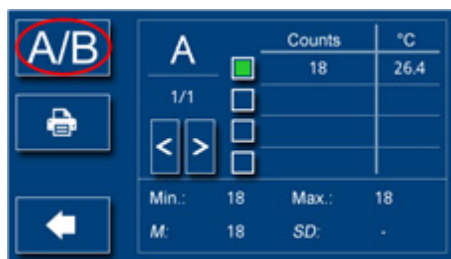 A/B
A
Counts °C
18 26.4
1/1
< >
Min.: 18 Max.: 18
M: 18 SD: -